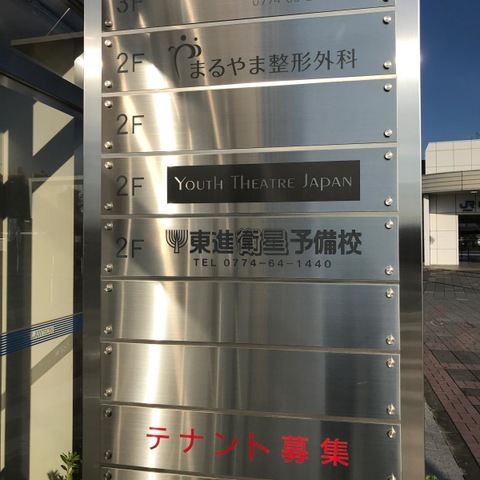 3F
2F まるやま整形外科
2F
2F YOUTH THEATRE JAPAN
2F 東進衛星予備校
TEL 0774-64-1440
テナント募集